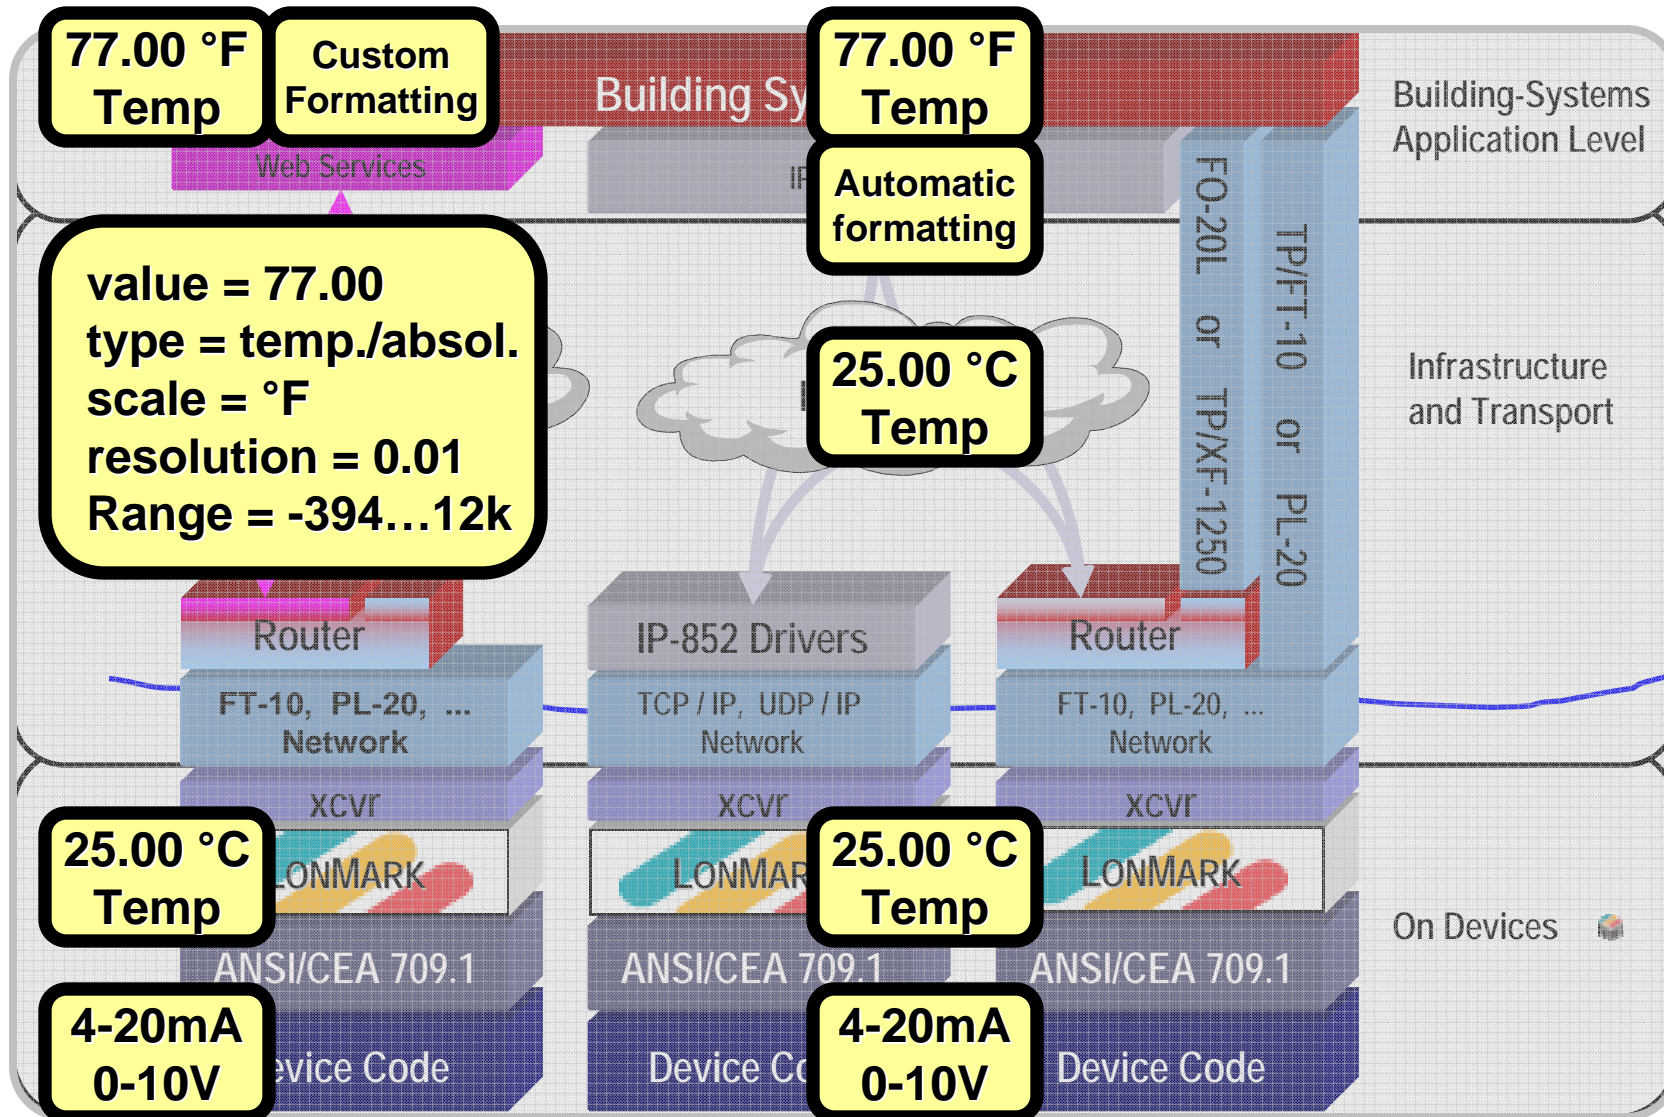 77.00 °F
Temp
Custom
Formatting
Building Sy
77.00 °F
Temp
Building-Systems
Application Level
Web Services
Automatic
formatting
FO-20L or TP/XF-1250
TP/FT-10 or PL-20
value = 77.00
type = temp./absol.
scale = °F
resolution = 0.01
Range = -394...12k
25.00 °C
Temp
Infrastructure
and Transport
Router
IP-852 Drivers
Router
FT-10, PL-20, ...
Network
TCP / IP, UDP / IP
Network
FT-10, PL-20, ...
Network
xcvr
xcvr
xcvr
25.00 °C
Temp
LONMARK
LONMAR
25.00 °C
Temp
LONMARK
On Devices
ANSI/CEA 709.1
ANSI/CEA 709.1
ANSI/CEA 709.1
4-20mA
0-10V
evice Code
Device Co
4-20mA
0-10V
Device Code